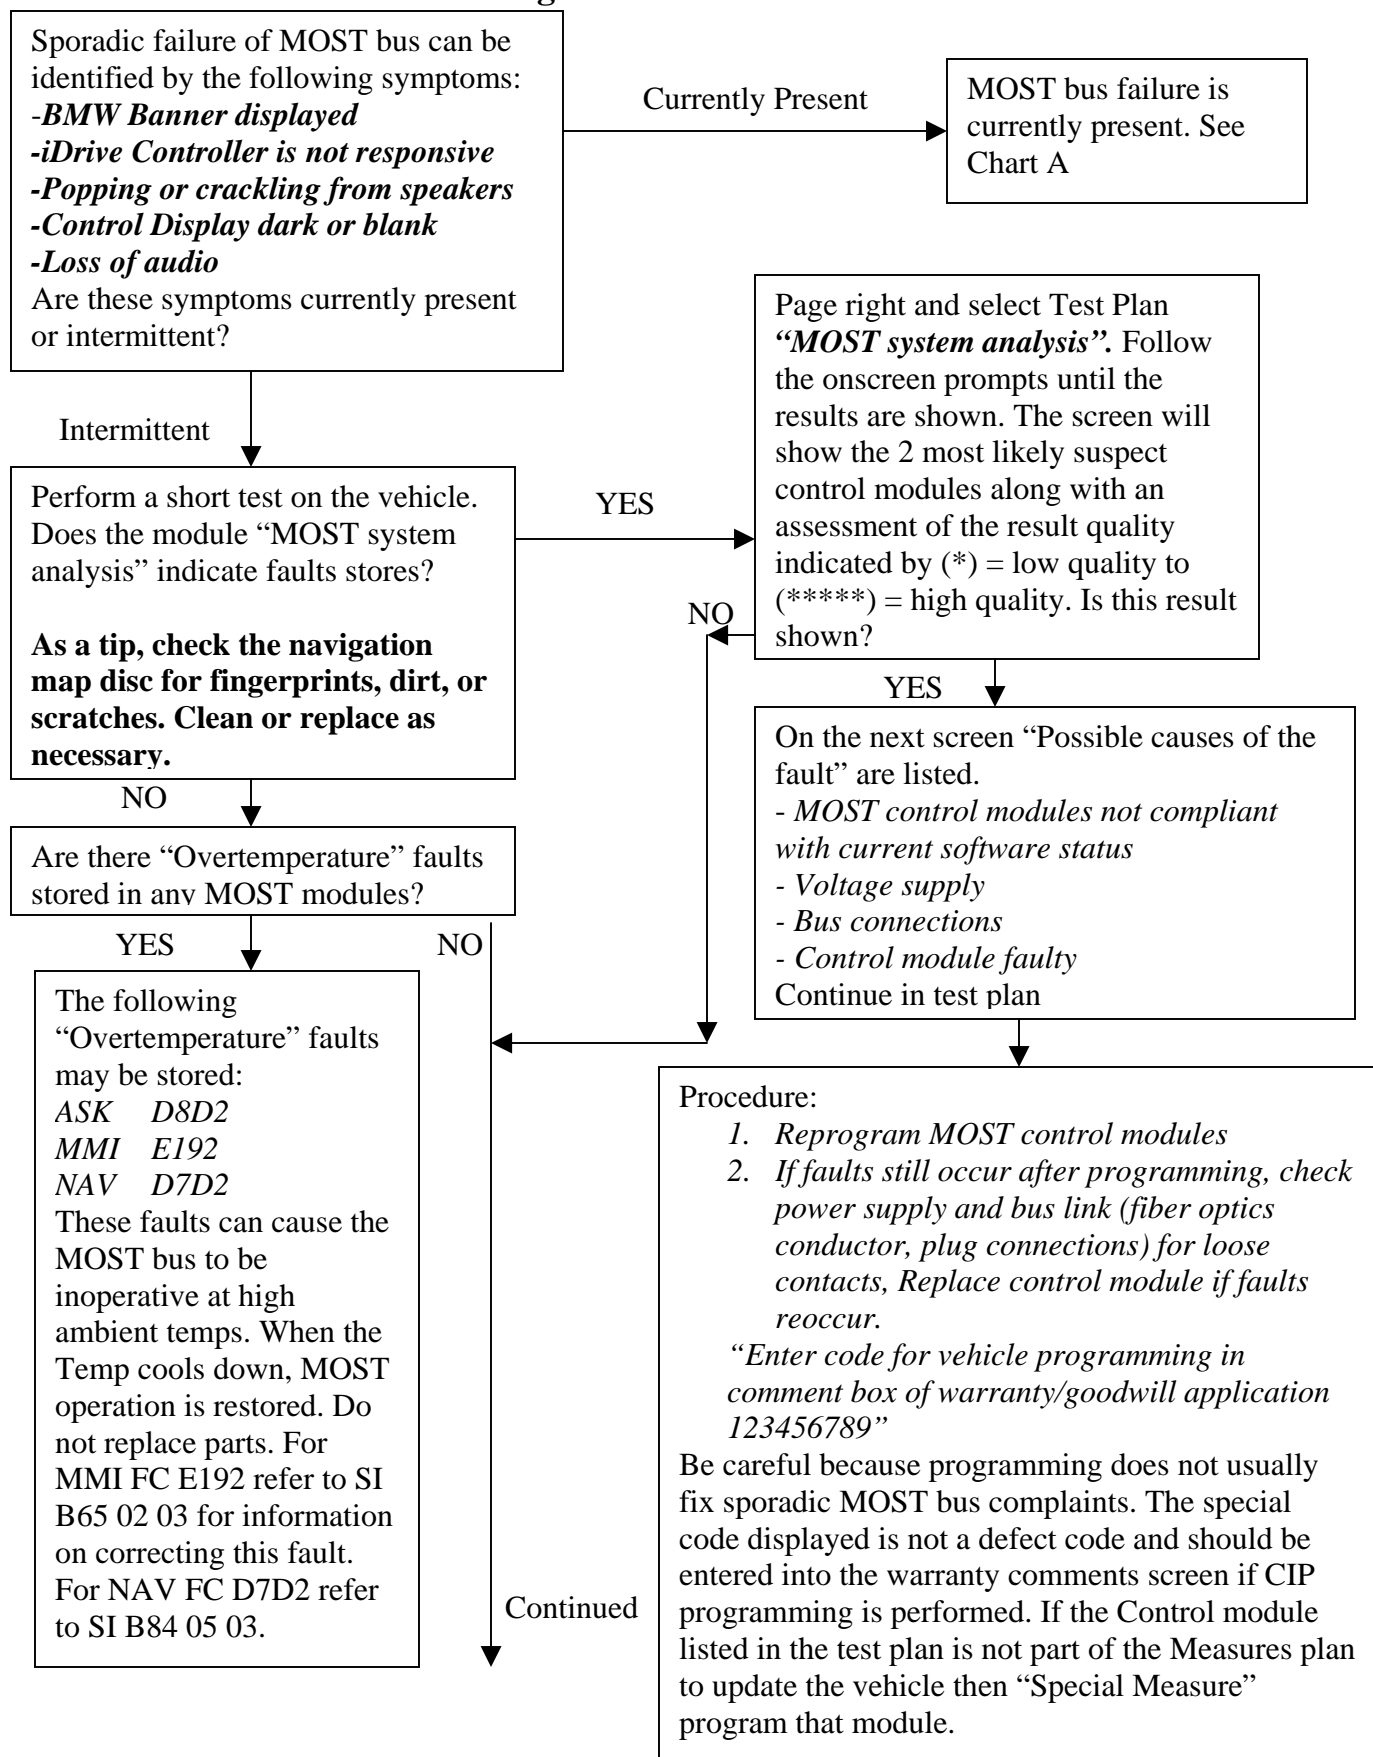 Sporadic failure of MOST bus can be
identified by the following symptoms:
-BMW Banner displayed
-iDrive Controller is not responsive
-Popping or crackling from speakers
-Control Display dark or blank
-Loss of audio
Are these symptoms currently present
or intermittent?
Currently Present
MOST bus failure is
currently present. See
Chart A
Intermittent
Perform a short test on the vehicle.
Does the module “MOST system
analysis” indicate faults stores?
As a tip, check the navigation
map disc for fingerprints, dirt, or
scratches. Clean or replace as
necessary.
YES
Page right and select Test Plan
“MOST system analysis”. Follow
the onscreen prompts until the
results are shown. The screen will
show the 2 most likely suspect
control modules along with an
assessment of the result quality
indicated by (*) = low quality to
(*****) = high quality. Is this result
shown?
NO
YES
On the next screen “Possible causes of the
fault” are listed.
- MOST control modules not compliant
with current software status
- Voltage supply
- Bus connections
- Control module faulty
Continue in test plan
NO
Are there “Overtemperature” faults
stored in any MOST modules?
YES
NO
The following
“Overtemperature” faults
may be stored:
ASK D8D2
MMI E192
NAV D7D2
These faults can cause the
MOST bus to be
inoperative at high
ambient temps. When the
Temp cools down, MOST
operation is restored. Do
not replace parts. For
MMI FC E192 refer to SI
B65 02 03 for information
on correcting this fault.
For NAV FC D7D2 refer
to SI B84 05 03.
Continued
Procedure:
1. Reprogram MOST control modules
2. If faults still occur after programming, check
power supply and bus link (fiber optics
conductor, plug connections) for loose
contacts, Replace control module if faults
reoccur.
“Enter code for vehicle programming in
comment box of warranty/goodwill application
123456789”
Be careful because programming does not usually
fix sporadic MOST bus complaints. The special
code displayed is not a defect code and should be
entered into the warranty comments screen if CIP
programming is performed. If the Control module
listed in the test plan is not part of the Measures plan
to update the vehicle then “Special Measure”
program that module.